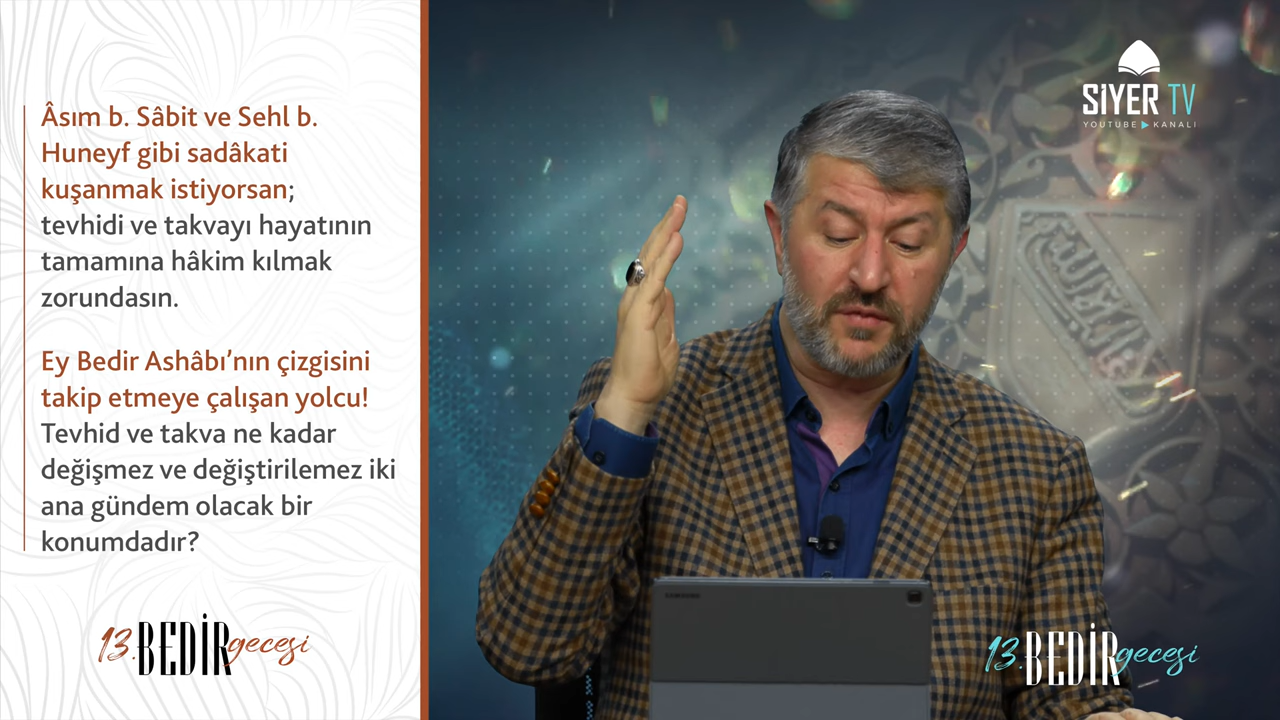 Âsım b. Sâbit ve Sehl b.
Huneyf gibi sadâkati
kuşanmak istiyorsan;
tevhidi ve takvayı hayatının
tamamına hâkim kılmak
zorundasın.
Ey Bedir Ashâbı’nın çizgisini
takip etmeye çalışan yolcu!
Tevhid ve takva ne kadar
değişmez ve değiştirilemez iki
ana gündem olacak bir
konumdadır?
13. BEDİR gecesi
SİYER TV
YOUTUBE KANALI
SAMSUNG
13. BEDİR gecesi